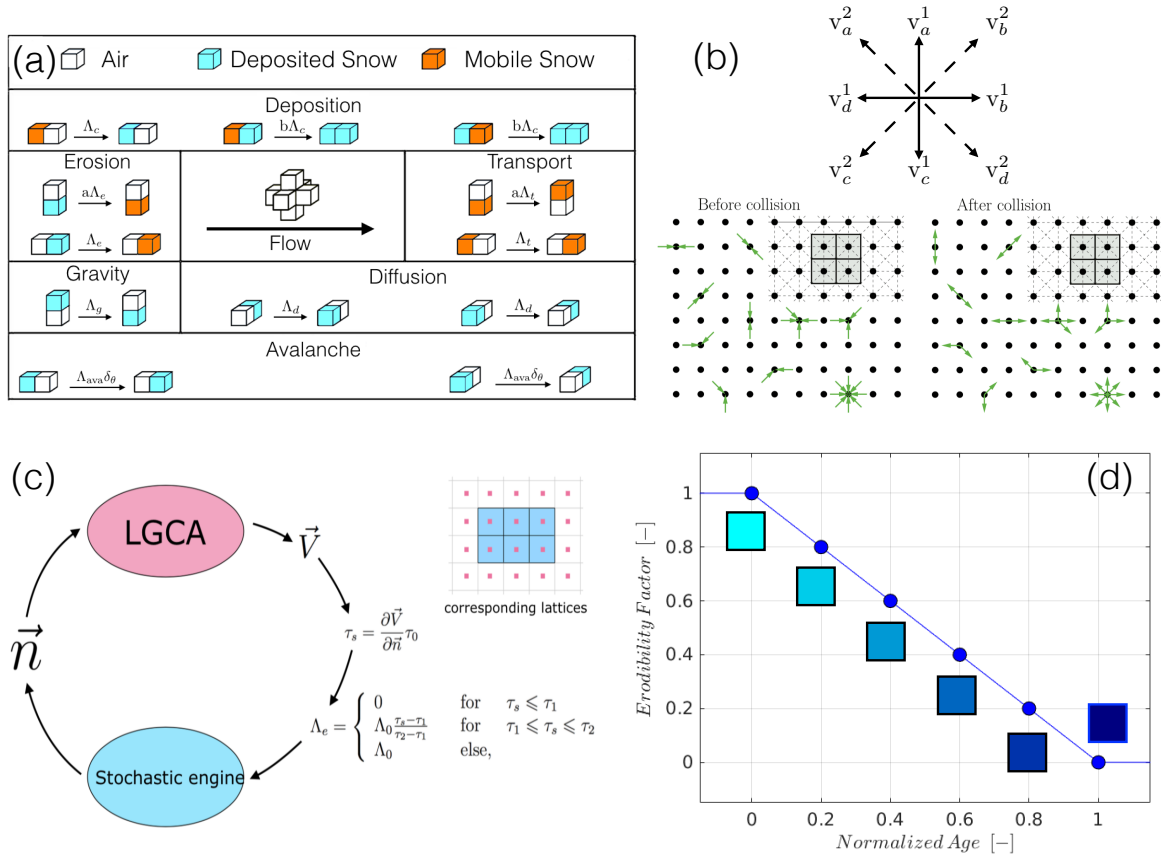 (a) Air Deposited Snow Mobile Snow
Deposition
Λc bΛc bΛc
Erosion
aΛe
Λe
Flow
Transport
aΛt
Λt
Gravity
Λg
Diffusion
Λd Λd
Avalanche
Λavaδθ Λavaδθ
(b)
v_a^2 v_a^1 v_b^2
v_d^1 v_b^1
v_c^2 v_c^1 v_d^2
Before collision After collision
(c)
LGCA
V⃗
corresponding lattices
τs = ∂V⃗/∂n⃗ τ0
n⃗
Λe = { 0 for τs ⩽ τ1
Λ0 (τs−τ1)/(τ2−τ1) for τ1 ⩽ τs ⩽ τ2
Λ0 else,
Stochastic engine
(d)
Erodibility Factor [−]
1
0.8
0.6
0.4
0.2
0
0 0.2 0.4 0.6 0.8 1
Normalized Age [−]